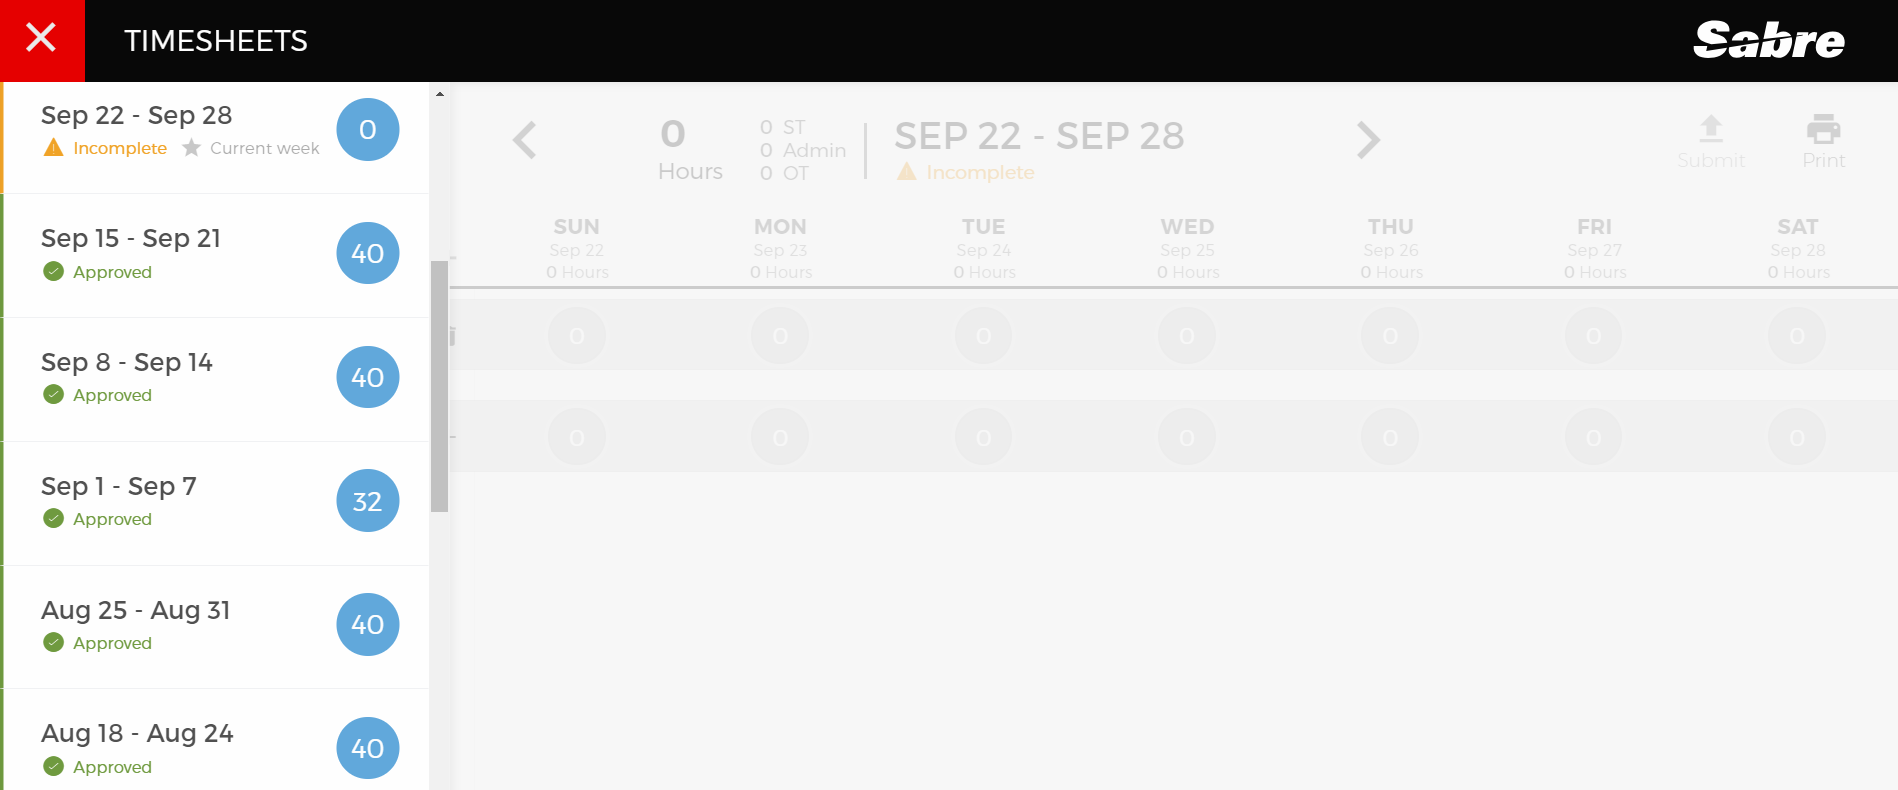 TIMESHEETS
Sabre
Sep 22 - Sep 28
Incomplete Current week
0
Sep 15 - Sep 21
Approved
40
Sep 8 - Sep 14
Approved
40
Sep 1 - Sep 7
Approved
32
Aug 25 - Aug 31
Approved
40
Aug 18 - Aug 24
Approved
40
0
Hours
0 ST
0 Admin
0 OT
SEP 22 - SEP 28
Incomplete
Submit
Print
SUN MON TUE WED THU FRI SAT
Sep 22 Sep 23 Sep 24 Sep 25 Sep 26 Sep 27 Sep 28
0 Hours 0 Hours 0 Hours 0 Hours 0 Hours 0 Hours 0 Hours
0 0 0 0 0 0 0
0 0 0 0 0 0 0